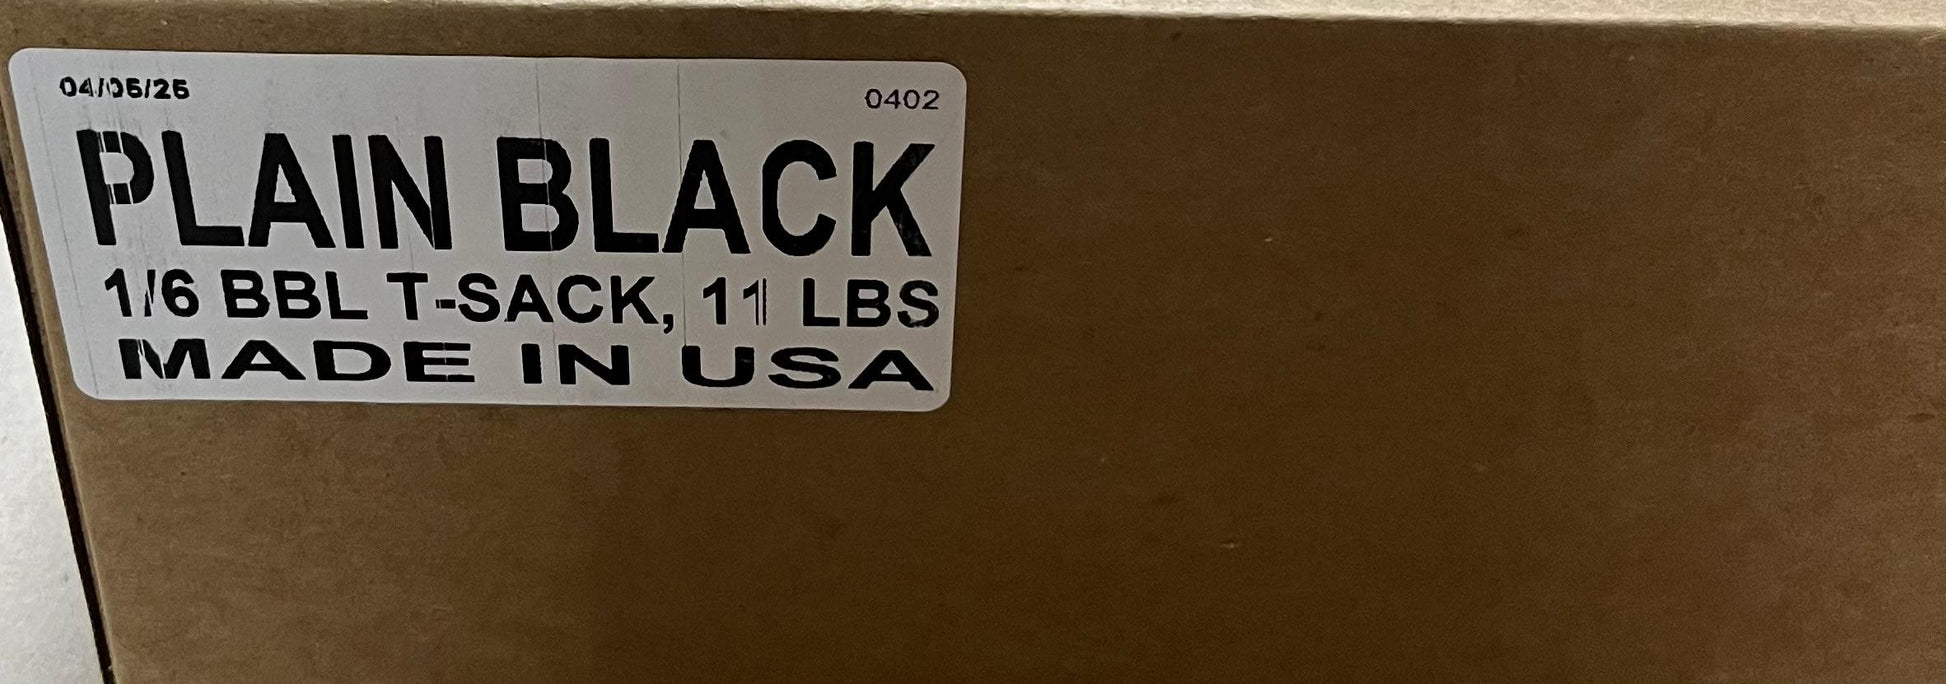 04/05/25
0402
PLAIN BLACK
1/6 BBL T-SACK, 11 LBS
MADE IN USA